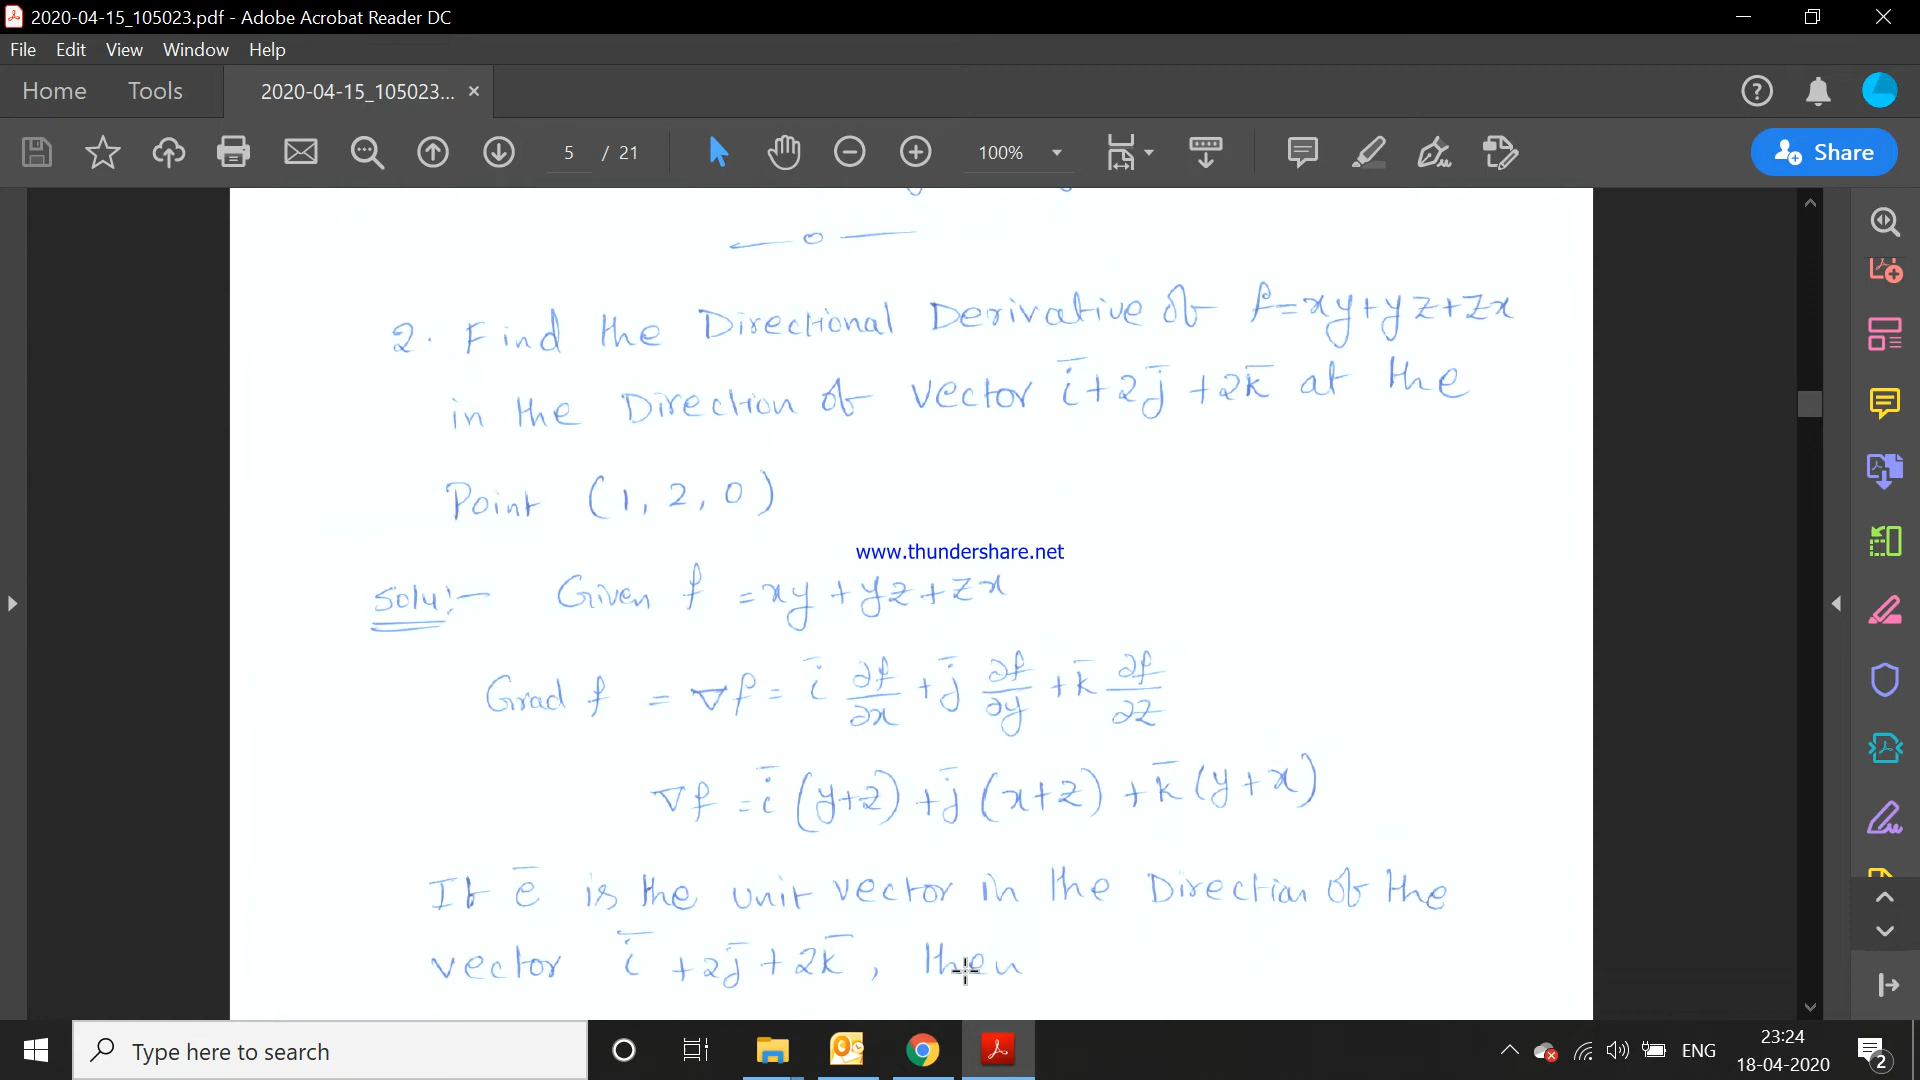 2020-04-15_105023.pdf - Adobe Acrobat Reader DC
File Edit View Window Help
Home Tools 2020-04-15_105023... ×
5 / 21 100% Share
2. Find the Directional Derivative of f=xy+yz+zx
in the Direction of vector i̅+2j̅+2k̅ at the
Point (1, 2, 0)
www.thundershare.net
Solu:- Given f =xy+yz+zx
Grad f = ∇f = i̅ ∂f/∂x + j̅ ∂f/∂y + k̅ ∂f/∂z
∇f = i̅ (y+z) + j̅ (x+z) + k̅ (y+x)
If e̅ is the unit vector in the Direction of the
vector i̅ +2j̅+2k̅, then
Type here to search
ENG
23:24
18-04-2020
2